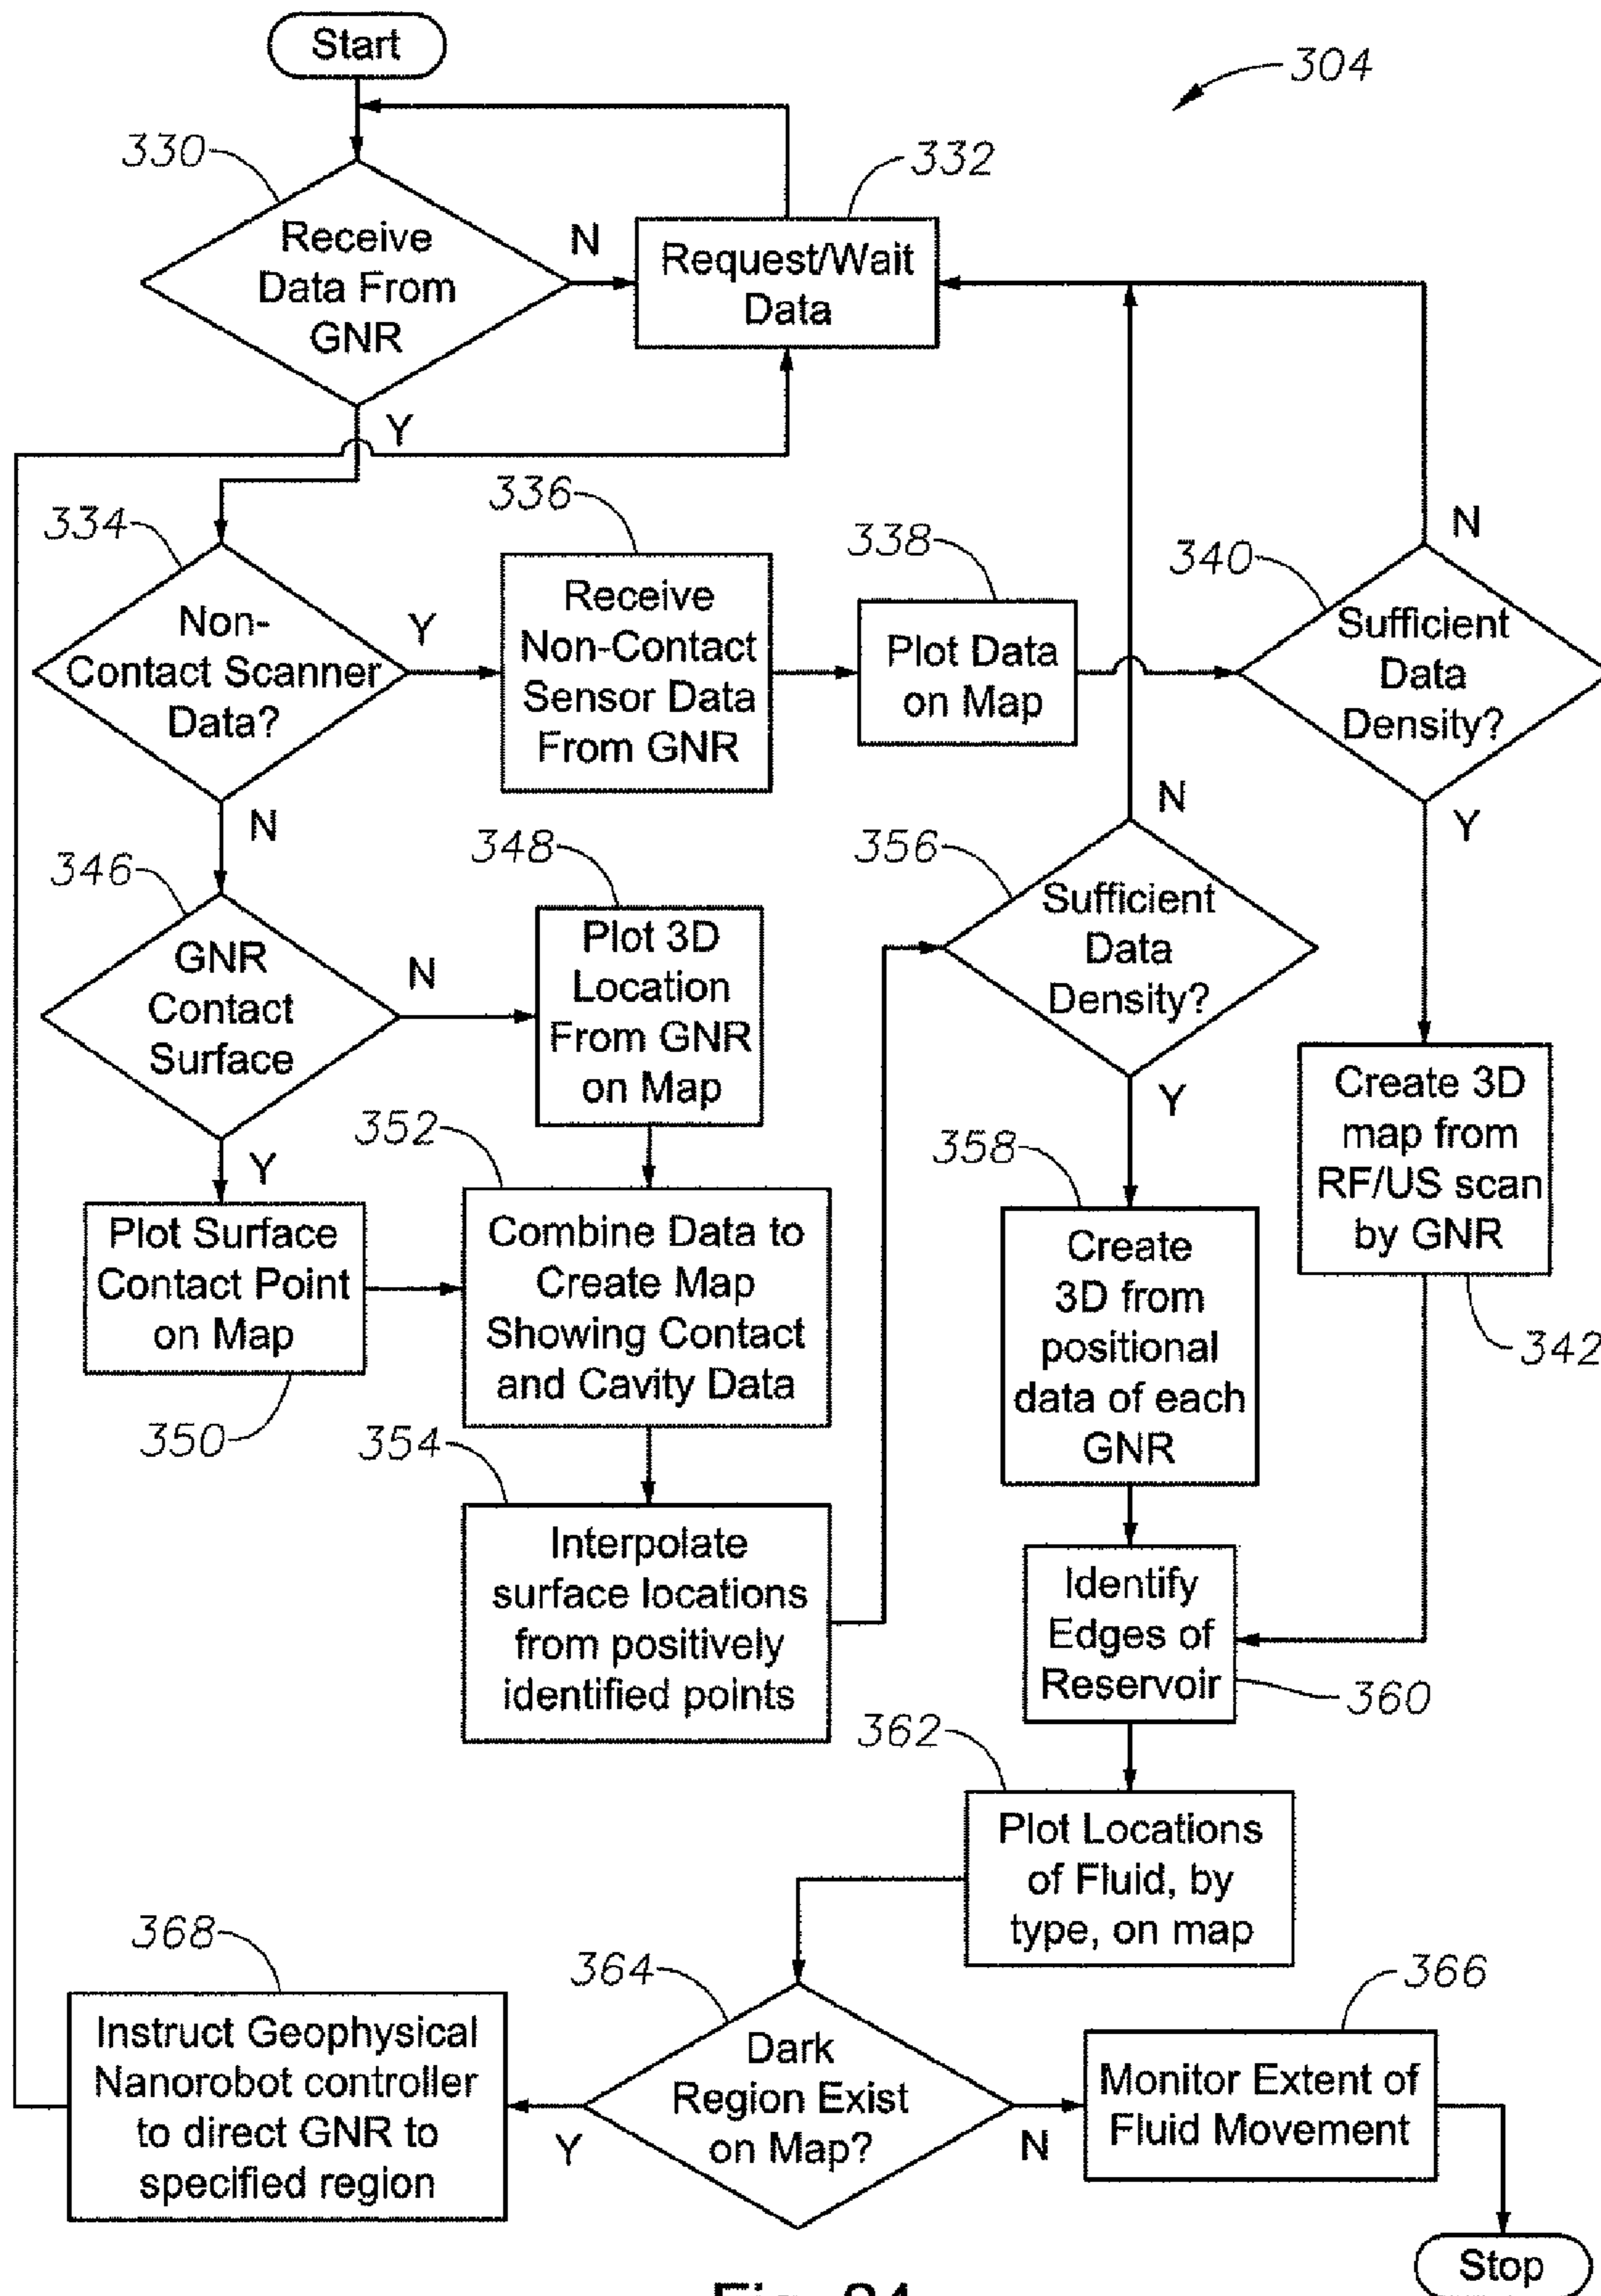 Start
304
330
332
Receive
Data From
GNR
N
Request/Wait
Data
Y
334
336
338
340
N
Non-
Contact Scanner
Data?
Y
Receive
Non-Contact
Sensor Data
From GNR
Plot Data
on Map
Sufficient
Data
Density?
N
Y
346
348
356
N
GNR
Contact
Surface
N
Plot 3D
Location
From GNR
on Map
Sufficient
Data
Density?
Y
Create 3D
map from
RF/US scan
by GNR
342
Y
352
358
Plot Surface
Contact Point
on Map
350
Combine Data to
Create Map
Showing Contact
and Cavity Data
Create
3D from
positional
data of each
GNR
354
Interpolate
surface locations
from positively
identified points
Identify
Edges of
Reservoir
360
362
Plot Locations
of Fluid, by
type, on map
368
364
366
Instruct Geophysical
Nanorobot controller
to direct GNR to
specified region
Y
Dark
Region Exist
on Map?
N
Monitor Extent of
Fluid Movement
Stop